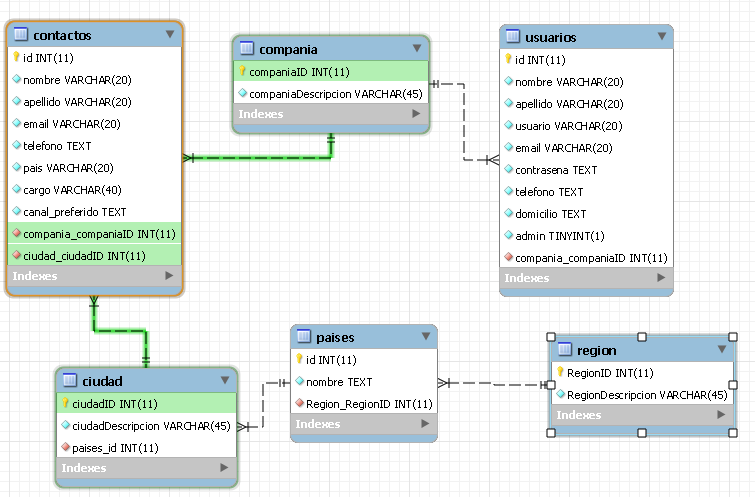 contactos
id INT(11)
nombre VARCHAR(20)
apellido VARCHAR(20)
email VARCHAR(20)
telefono TEXT
pais VARCHAR(20)
cargo VARCHAR(40)
canal_preferido TEXT
compania_companiaID INT(11)
ciudad_ciudadID INT(11)
Indexes
compania
companiaID INT(11)
companiaDescripcion VARCHAR(45)
Indexes
usuarios
id INT(11)
nombre VARCHAR(20)
apellido VARCHAR(20)
usuario VARCHAR(20)
email VARCHAR(20)
contrasena TEXT
telefono TEXT
domicilio TEXT
admin TINYINT(1)
compania_companiaID INT(11)
Indexes
ciudad
ciudadID INT(11)
ciudadDescripcion VARCHAR(45)
paises_id INT(11)
Indexes
paises
id INT(11)
nombre TEXT
Region_RegionID INT(11)
Indexes
region
RegionID INT(11)
RegionDescripcion VARCHAR(45)
Indexes